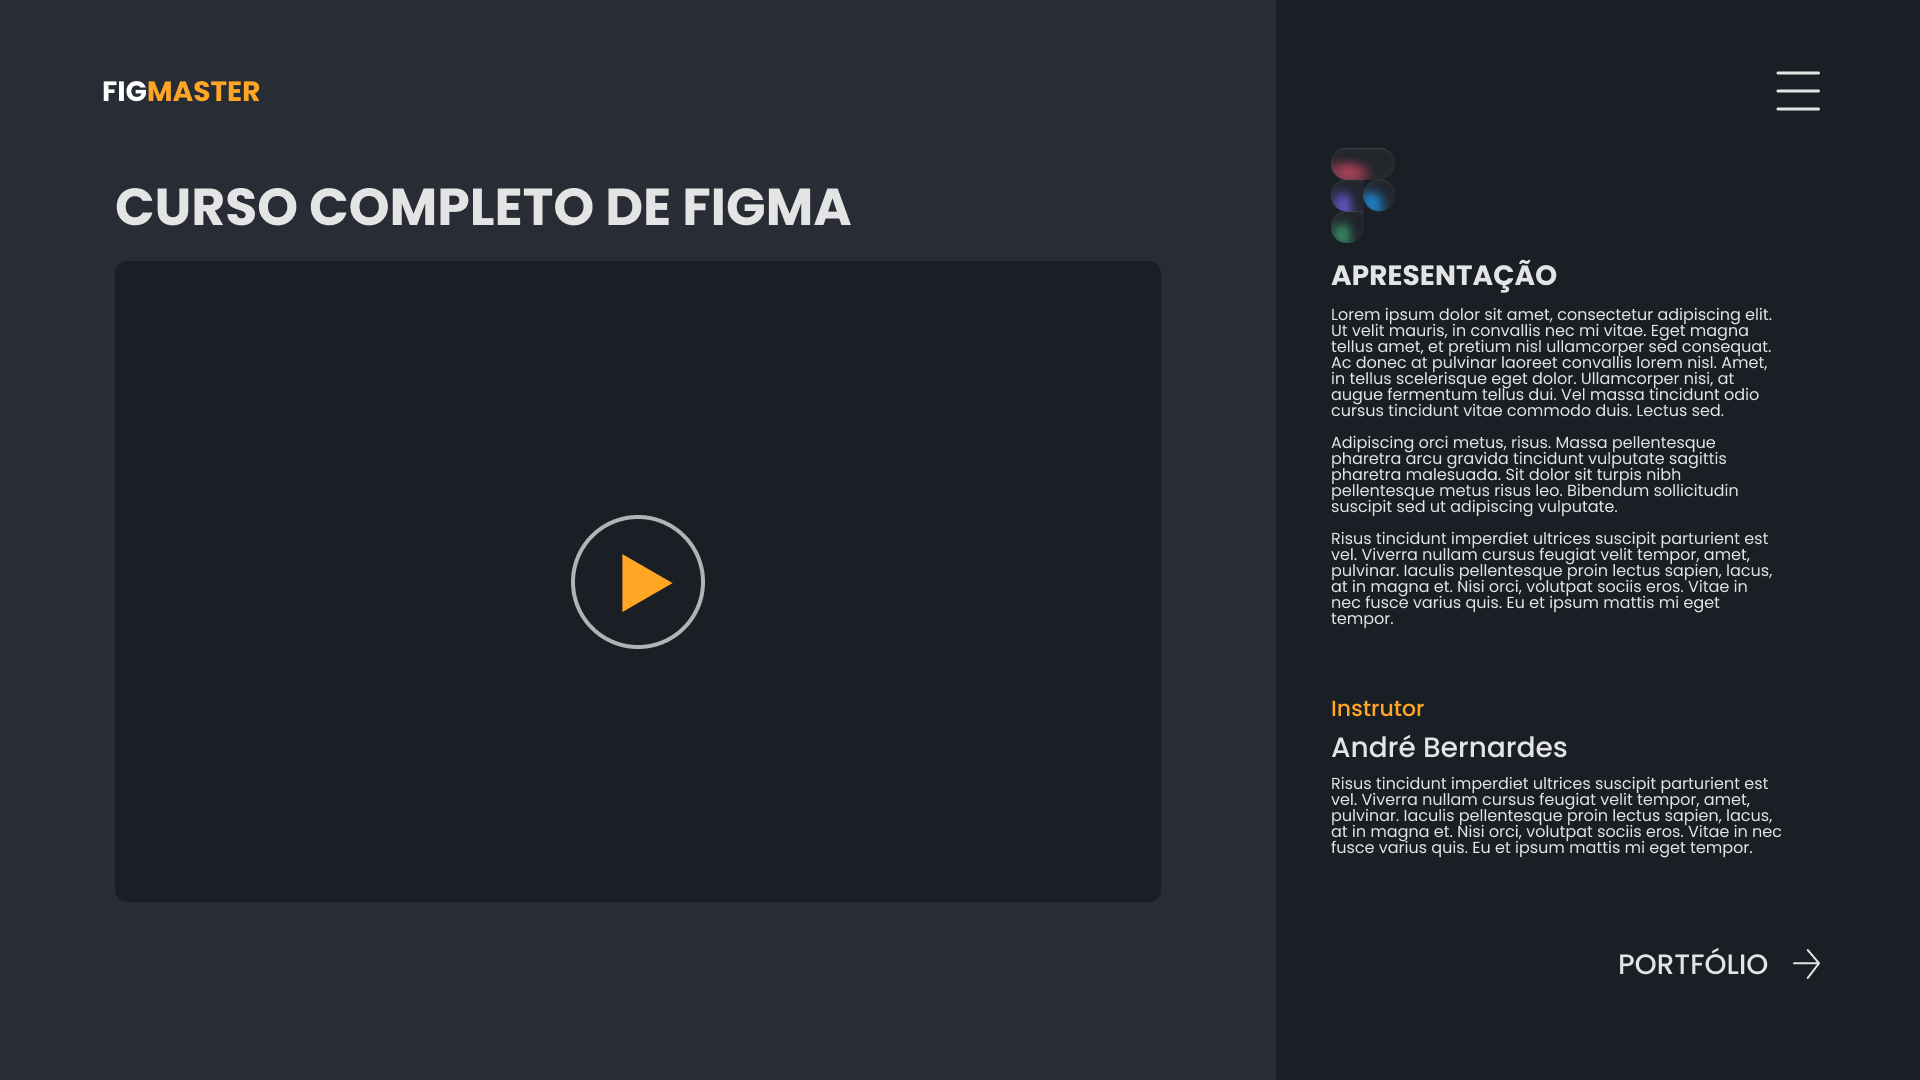 FIGMASTER
CURSO COMPLETO DE FIGMA
APRESENTAÇÃO
Lorem ipsum dolor sit amet, consectetur adipiscing elit.
Ut velit mauris, in convallis nec mi vitae. Eget magna
tellus amet, et pretium nisl ullamcorper sed consequat.
Ac donec at pulvinar laoreet convallis lorem nisl. Amet,
in tellus scelerisque eget dolor. Ullamcorper nisi, at
augue fermentum tellus dui. Vel massa tincidunt odio
cursus tincidunt vitae commodo duis. Lectus sed.
Adipiscing orci metus, risus. Massa pellentesque
pharetra arcu gravida tincidunt vulputate sagittis
pharetra malesuada. Sit dolor sit turpis nibh
pellentesque metus risus leo. Bibendum sollicitudin
suscipit sed ut adipiscing vulputate.
Risus tincidunt imperdiet ultrices suscipit parturient est
vel. Viverra nullam cursus feugiat velit tempor, amet,
pulvinar. Iaculis pellentesque proin lectus sapien, lacus,
at in magna et. Nisi orci, volutpat sociis eros. Vitae in
nec fusce varius quis. Eu et ipsum mattis mi eget
tempor.
Instrutor
André Bernardes
Risus tincidunt imperdiet ultrices suscipit parturient est
vel. Viverra nullam cursus feugiat velit tempor, amet,
pulvinar. Iaculis pellentesque proin lectus sapien, lacus,
at in magna et. Nisi orci, volutpat sociis eros. Vitae in nec
fusce varius quis. Eu et ipsum mattis mi eget tempor.
PORTFÓLIO